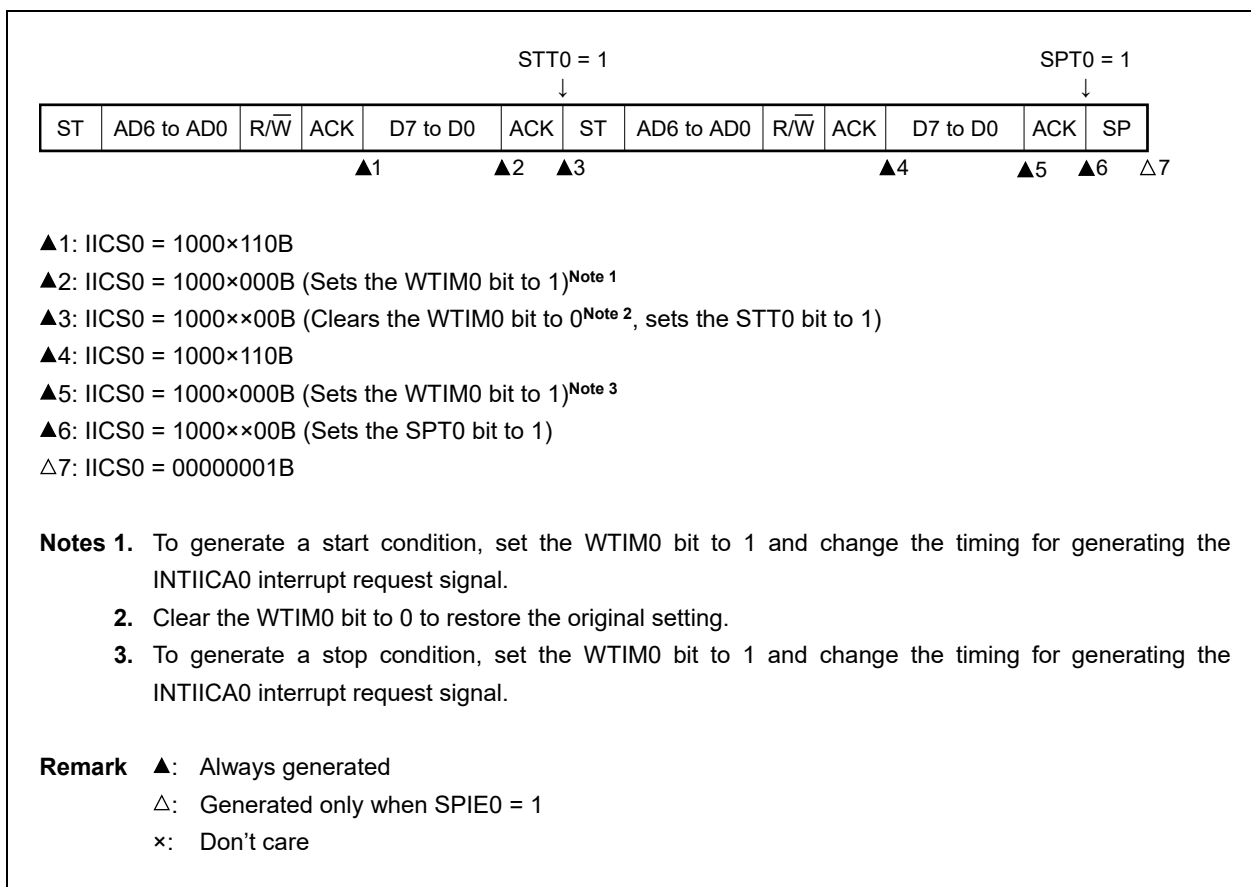 STT0 = 1 SPT0 = 1
↓ ↓
ST AD6 to AD0 R/W̅ ACK D7 to D0 ACK ST AD6 to AD0 R/W̅ ACK D7 to D0 ACK SP
▲1 ▲2 ▲3 ▲4 ▲5 ▲6 △7
▲1: IICS0 = 1000×110B
▲2: IICS0 = 1000×000B (Sets the WTIM0 bit to 1)Note 1
▲3: IICS0 = 1000××00B (Clears the WTIM0 bit to 0Note 2, sets the STT0 bit to 1)
▲4: IICS0 = 1000×110B
▲5: IICS0 = 1000×000B (Sets the WTIM0 bit to 1)Note 3
▲6: IICS0 = 1000××00B (Sets the SPT0 bit to 1)
△7: IICS0 = 00000001B
Notes 1. To generate a start condition, set the WTIM0 bit to 1 and change the timing for generating the
INTIICA0 interrupt request signal.
2. Clear the WTIM0 bit to 0 to restore the original setting.
3. To generate a stop condition, set the WTIM0 bit to 1 and change the timing for generating the
INTIICA0 interrupt request signal.
Remark ▲: Always generated
△: Generated only when SPIE0 = 1
×: Don't care